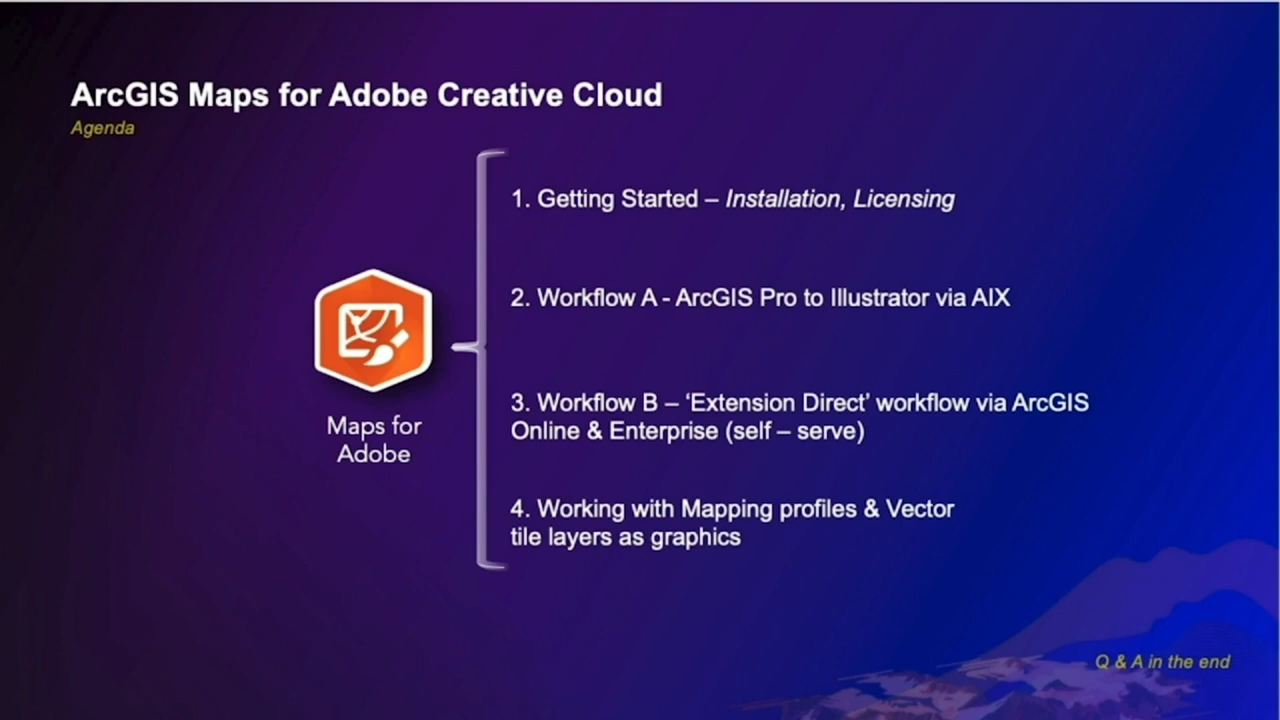 ArcGIS Maps for Adobe Creative Cloud
Agenda
1. Getting Started – Installation, Licensing
2. Workflow A - ArcGIS Pro to Illustrator via AIX
3. Workflow B – ‘Extension Direct’ workflow via ArcGIS
Online & Enterprise (self – serve)
4. Working with Mapping profiles & Vector
tile layers as graphics
Maps for
Adobe
Q & A in the end